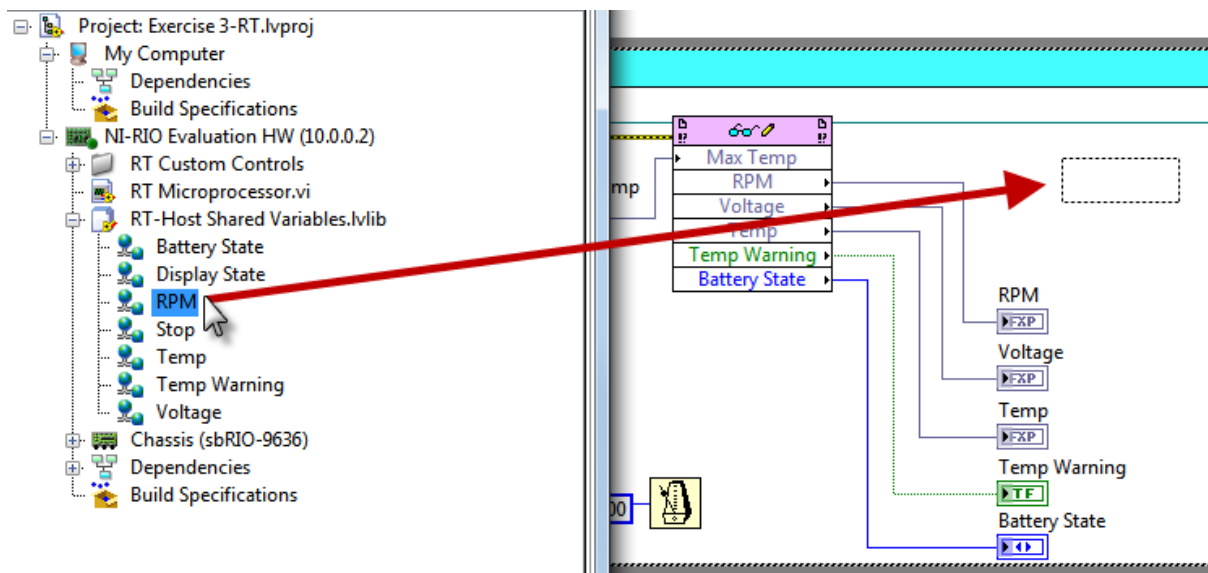 Project: Exercise 3-RT.lvproj
My Computer
Dependencies
Build Specifications
NI-RIO Evaluation HW (10.0.0.2)
RT Custom Controls
RT Microprocessor.vi
RT-Host Shared Variables.lvlib
Battery State
Display State
RPM
Stop
Temp
Temp Warning
Voltage
Chassis (sbRIO-9636)
Dependencies
Build Specifications
mp
Max Temp
RPM
Voltage
Temp
Temp Warning
Battery State
RPM
FXP
Voltage
FXP
Temp
FXP
Temp Warning
TF
Battery State
00